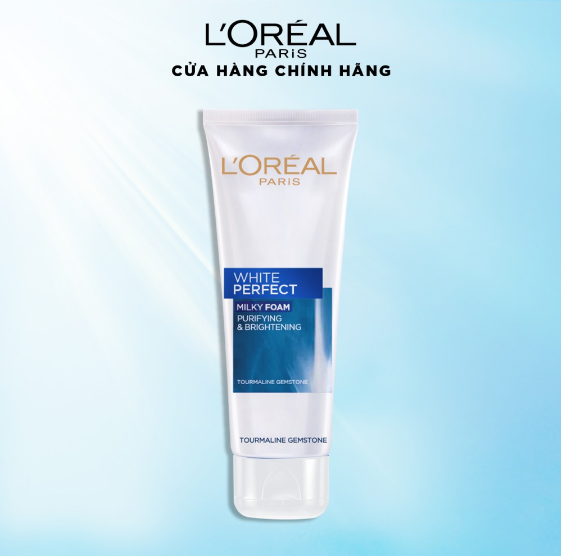 L'ORÉAL
PARiS
CỬA HÀNG CHÍNH HÃNG
L'ORÉAL
PARiS
WHITE
PERFECT
MILKY FOAM
PURIFYING
& BRIGHTENING
TOURMALINE GEMSTONE
TOURMALINE GEMSTONE